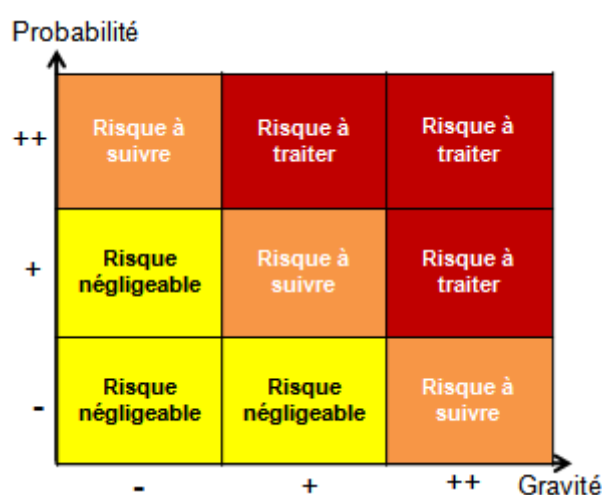 Probabilité
++
Risque à
suivre
Risque à
traiter
Risque à
traiter
+
Risque
négligeable
Risque à
suivre
Risque à
traiter
-
Risque
négligeable
Risque
négligeable
Risque à
suivre
-
+
++
Gravité